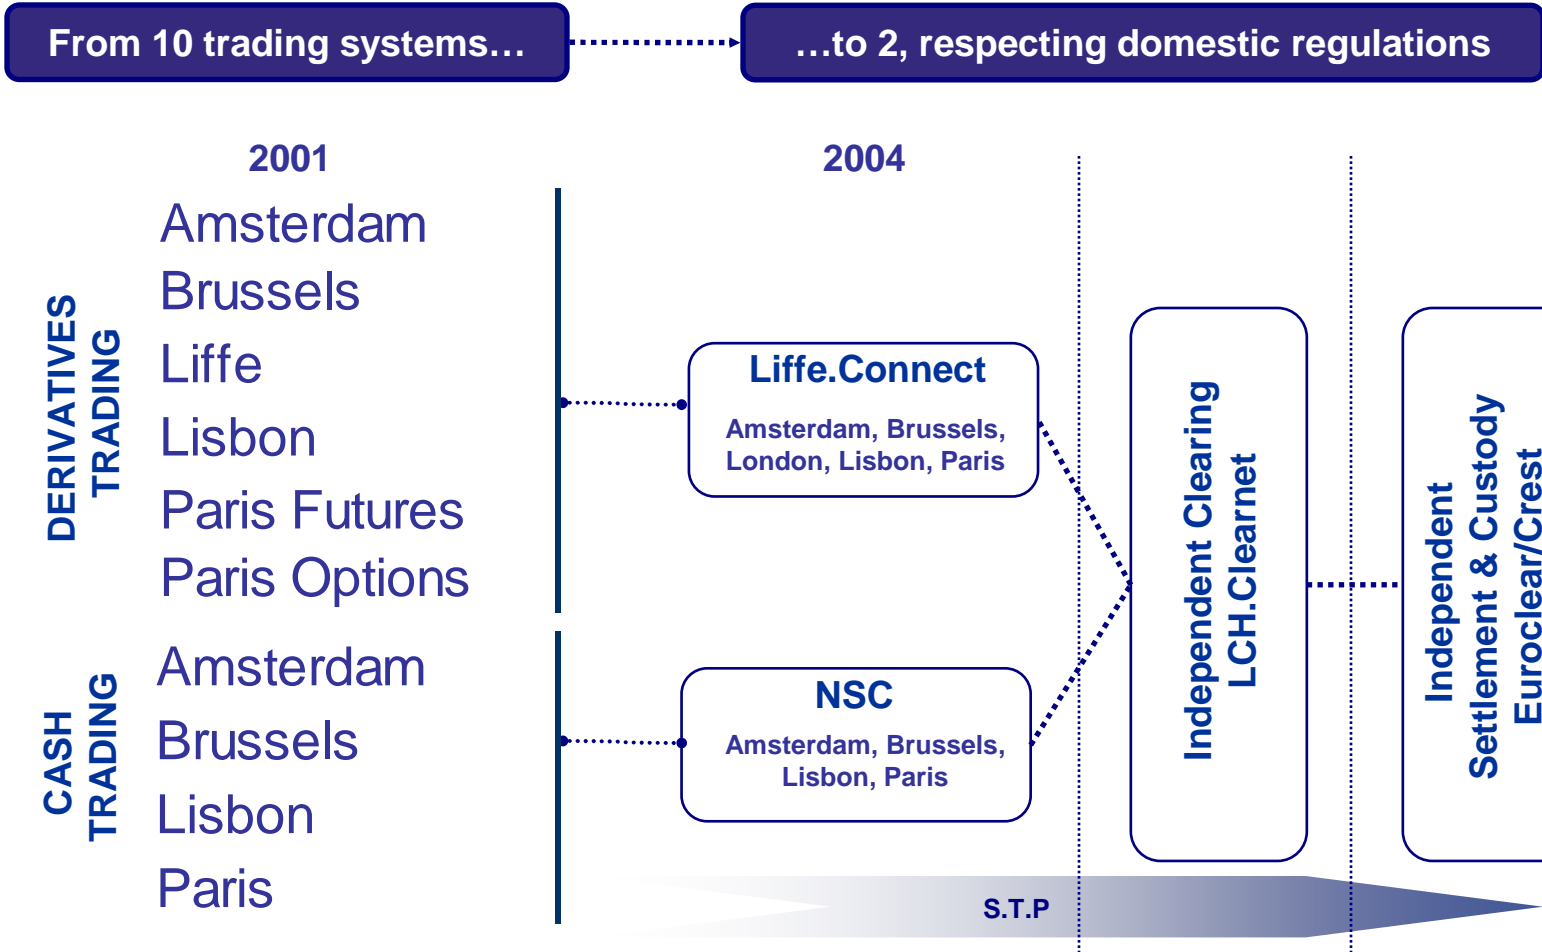 From 10 trading systems…
…to 2, respecting domestic regulations
2001
2004
DERIVATIVES
TRADING
Amsterdam
Brussels
Liffe
Lisbon
Paris Futures
Paris Options
CASH
TRADING
Amsterdam
Brussels
Lisbon
Paris
Liffe.Connect
Amsterdam, Brussels,
London, Lisbon, Paris
NSC
Amsterdam, Brussels,
Lisbon, Paris
Independent Clearing
LCH.Clearnet
Independent
Settlement & Custody
Euroclear/Crest
S.T.P